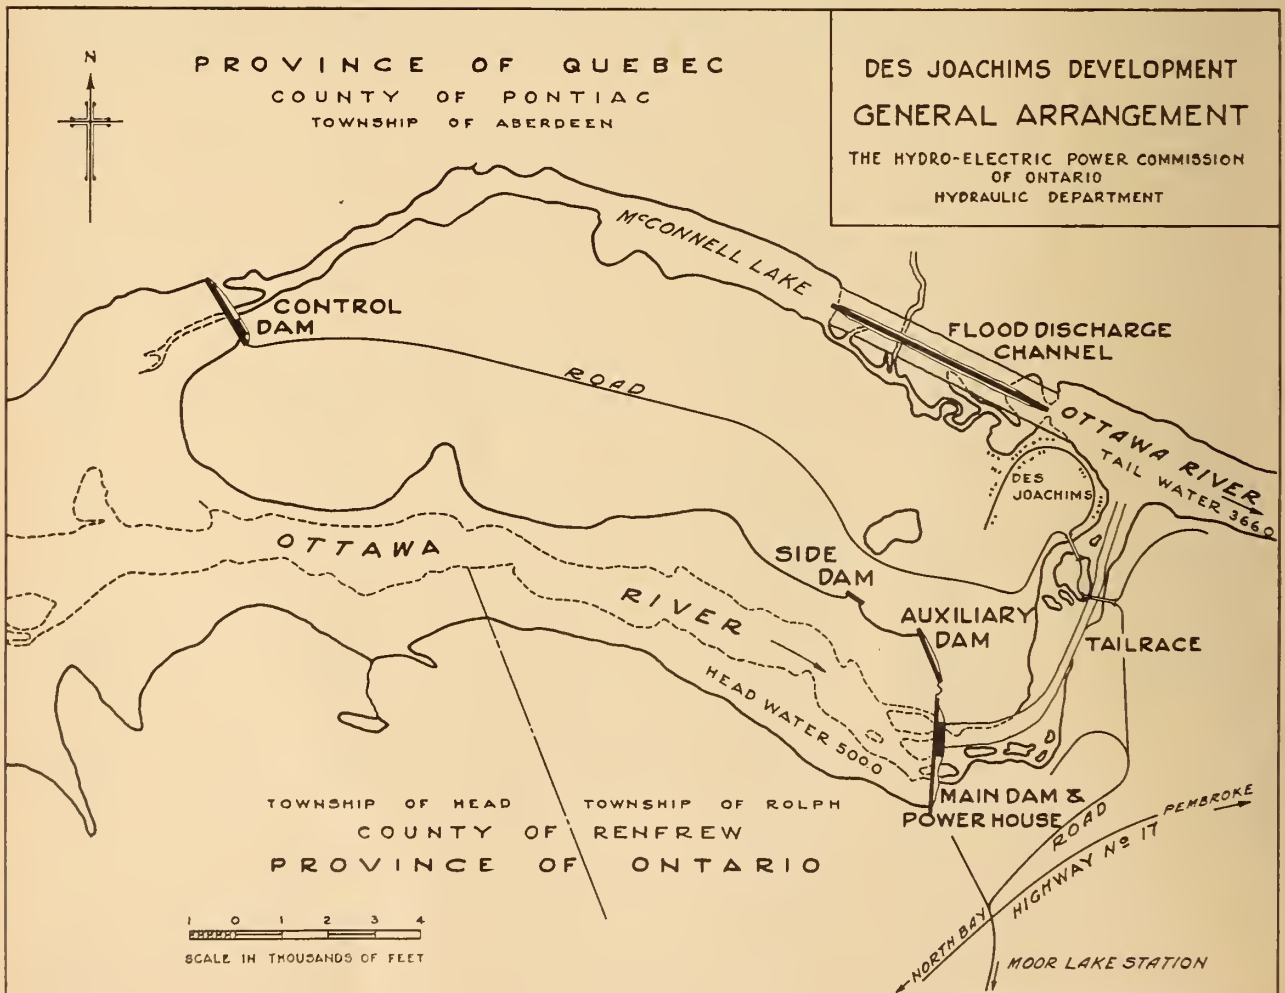 N
PROVINCE OF QUEBEC
COUNTY OF PONTIAC
TOWNSHIP OF ABERDEEN
DES JOACHIMS DEVELOPMENT
GENERAL ARRANGEMENT
THE HYDRO-ELECTRIC POWER COMMISSION
OF ONTARIO
HYDRAULIC DEPARTMENT
McCONNELL LAKE
CONTROL
DAM
FLOOD DISCHARGE
CHANNEL
ROAD
OTTAWA RIVER
TAIL WATER 366.0
DES
JOACHIMS
OTTAWA
RIVER
SIDE
DAM
AUXILIARY
DAM
TAILRACE
HEAD WATER 500.0
MAIN DAM &
POWER HOUSE
TOWNSHIP OF HEAD
TOWNSHIP OF ROLPH
COUNTY OF RENFREW
PROVINCE OF ONTARIO
ROAD
PEMBROKE
HIGHWAY No 17
NORTH BAY
MOOR LAKE STATION
1 0 1 2 3 4
SCALE IN THOUSANDS OF FEET